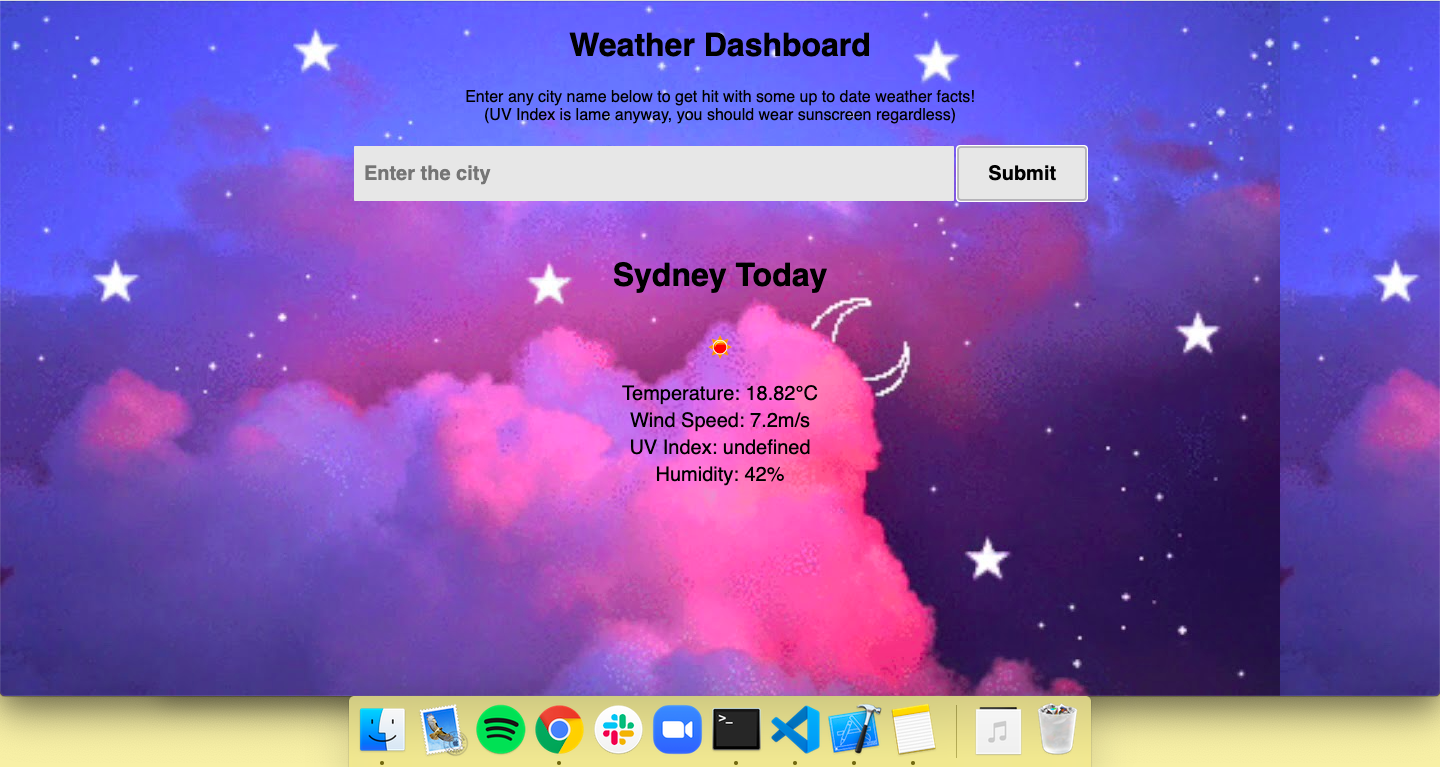 Weather Dashboard
Enter any city name below to get hit with some up to date weather facts!
(UV Index is lame anyway, you should wear sunscreen regardless)
Enter the city
Submit
Sydney Today
Temperature: 18.82°C
Wind Speed: 7.2m/s
UV Index: undefined
Humidity: 42%
>_